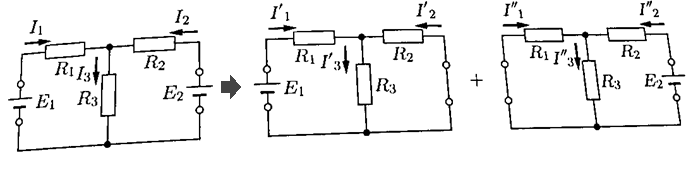 I₁ I₂ I'₁ I'₂ I"₁ I"₂
R₁ I₃ R₂ R₁ I'₃ R₂ R₁ I"₃ R₂
E₁ R₃ E₂ E₁ R₃ + R₃ E₂